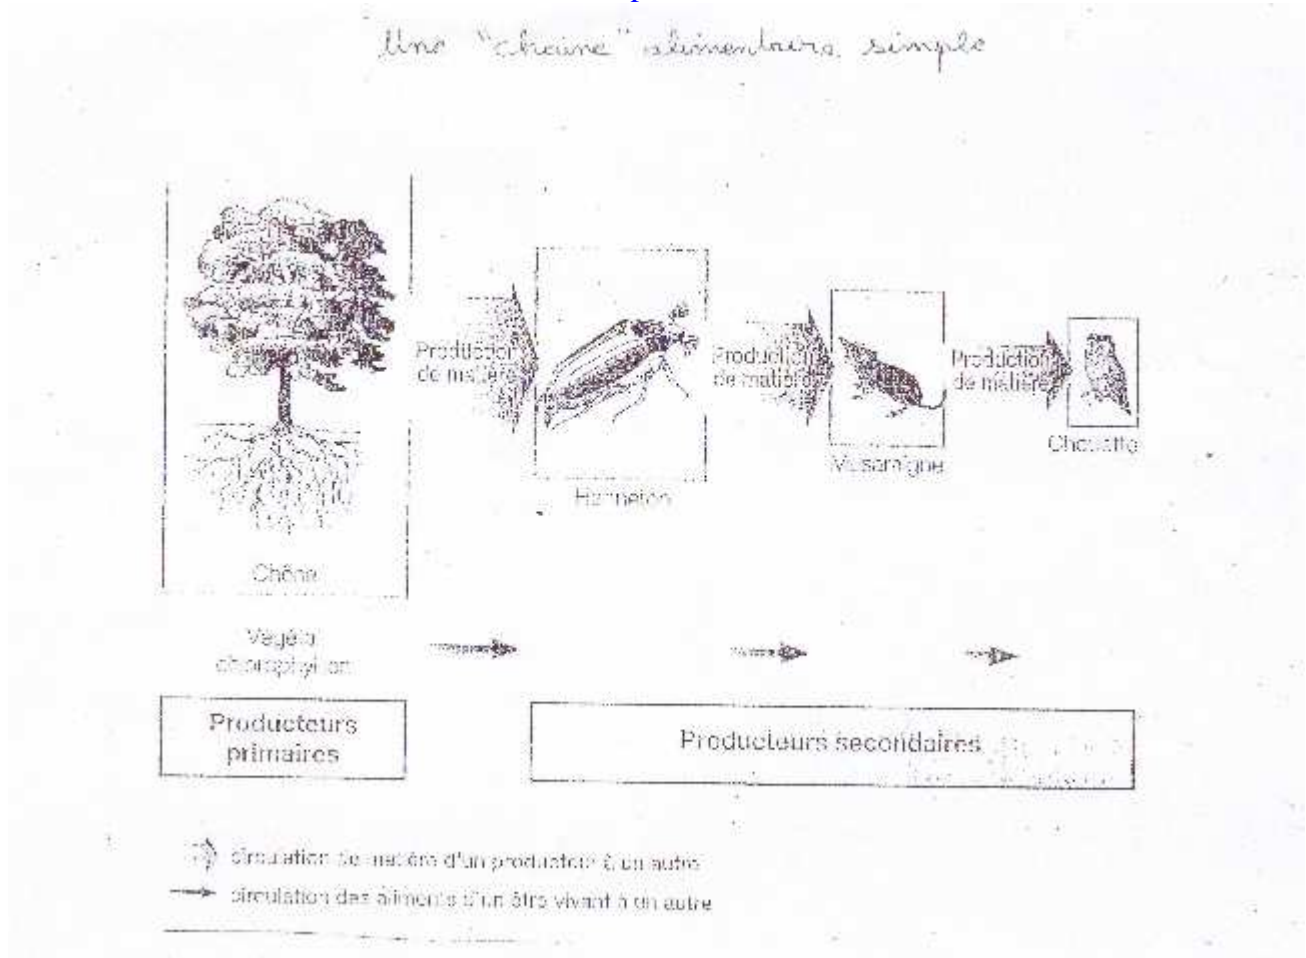 Une "chaine" alimentaire simple
Production
de matière
Production
de matière
Production
de matière
Chouette
Musaraigne
Hanneton
Chêne
Végétal
chlorophyllien
Producteurs
primaires
Producteurs secondaires
circulation de matière d'un producteur à un autre
circulation des aliments d'un être vivant à un autre